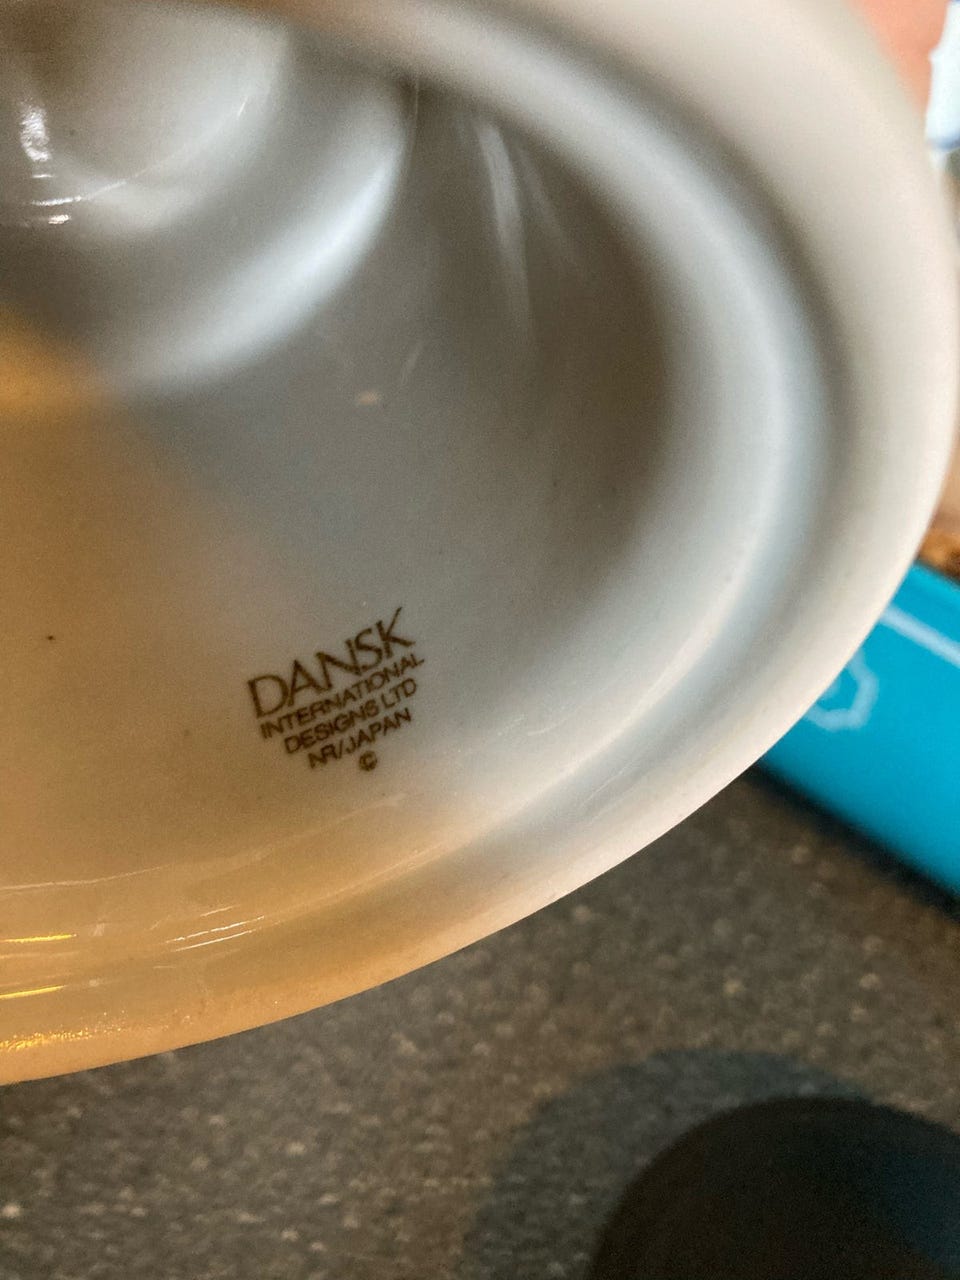 DANSK
INTERNATIONAL
DESIGNS LTD
NR/JAPAN
©